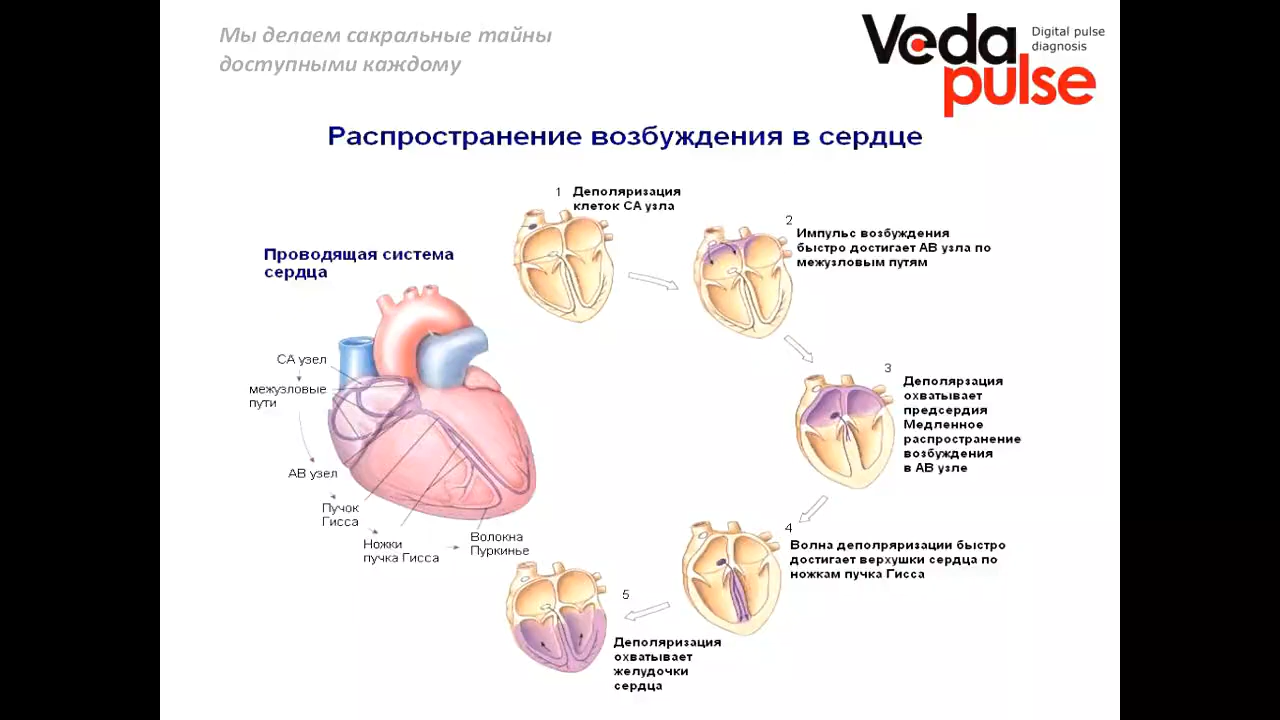 Мы делаем сакральные тайны
доступными каждому
Veda
pulse
Digital pulse
diagnosis
Распространение возбуждения в сердце
Проводящая система
сердца
СА узел
межузловые
пути
АВ узел
Пучок
Гисса
Ножки
пучка Гисса
Волокна
Пуркинье
1
Деполяризация
клеток СА узла
2
Импульс возбуждения
быстро достигает АВ узла по
межузловым путям
3
Деполярзация
охватывает
предсердия
Медленное
распространение
возбуждения
в АВ узле
4
Волна деполряризации быстро
достигает верхушки сердца по
ножкам пучка Гисса
5
Деполяризация
охватывает
желудочки
сердца